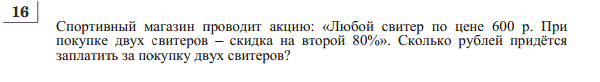 16
Спортивный магазин проводит акцию: «Любой свитер по цене 600 р. При
покупке двух свитеров – скидка на второй 80%». Сколько рублей придётся
заплатить за покупку двух свитеров?